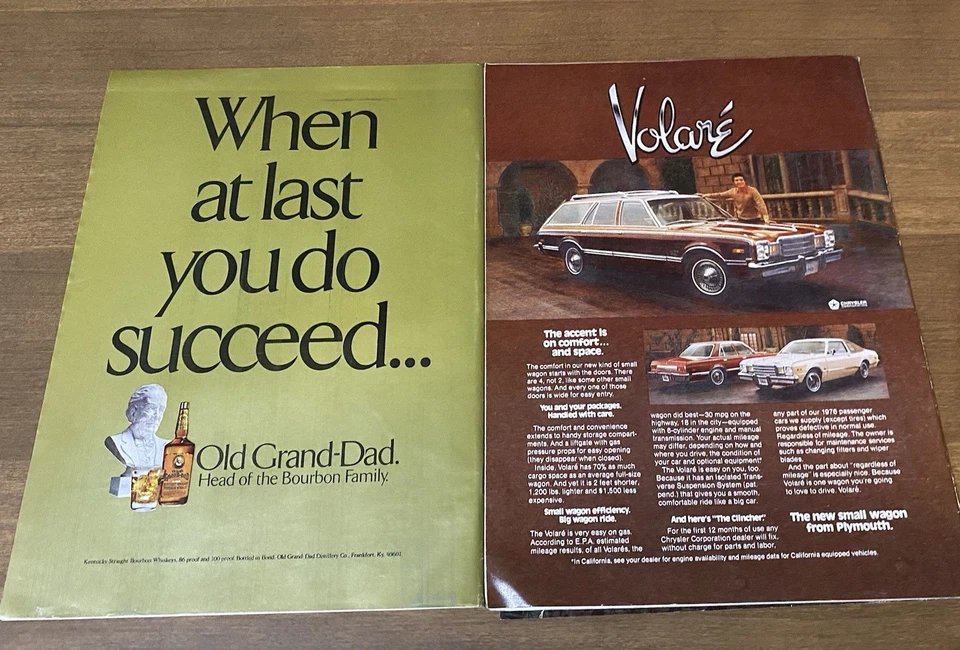 When
at last
you do
succeed...
Old Grand-Dad.
Head of the Bourbon Family.
Kentucky Straight Bourbon Whiskeys, 86 proof and 100 proof Bottled in Bond. Old Grand-Dad Distillery Co., Frankfort, Ky. 40601
Volaré
CHRYSLER
The accent is
on comfort...
and space.
The comfort in our new kind of small
wagon starts with the doors. There
are 4, not 2, like some other small
wagons. And every one of those
doors is wide for easy entry.
You and your packages.
Handled with care.
The comfort and convenience
extends to handy storage compart-
ments. And a liftgate with gas
pressure props for easy opening
(they disappear when closed).
Inside, Volaré has 70% as much
cargo space as an average full-size
wagon. And yet it is 2 feet shorter,
1,200 lbs. lighter and $1,500 less
expensive.
Small wagon efficiency.
Big wagon ride.
The Volaré is very easy on gas.
According to E.P.A. estimated
mileage results, of all Volarés, the
wagon did best—30 mpg on the
highway, 18 in the city—equipped
with 6-cylinder engine and manual
transmission. Your actual mileage
may differ, depending on how and
where you drive, the condition of
your car and optional equipment.*
The Volaré is easy on you, too.
Because it has an Isolated Trans-
verse Suspension System (pat.
pend.) that gives you a smooth,
comfortable ride like a big car.
And here's "The Clincher".
For the first 12 months of use any
Chrysler Corporation dealer will fix,
without charge for parts and labor,
any part of our 1976 passenger
cars we supply (except tires) which
proves defective in normal use.
Regardless of mileage. The owner is
responsible for maintenance services
such as changing filters and wiper
blades.
And the part about "regardless of
mileage" is especially nice. Because
Volaré is one wagon you're going
to love to drive. Volaré.
The new small wagon
from Plymouth.
*In California, see your dealer for engine availability and mileage data for California equipped vehicles.